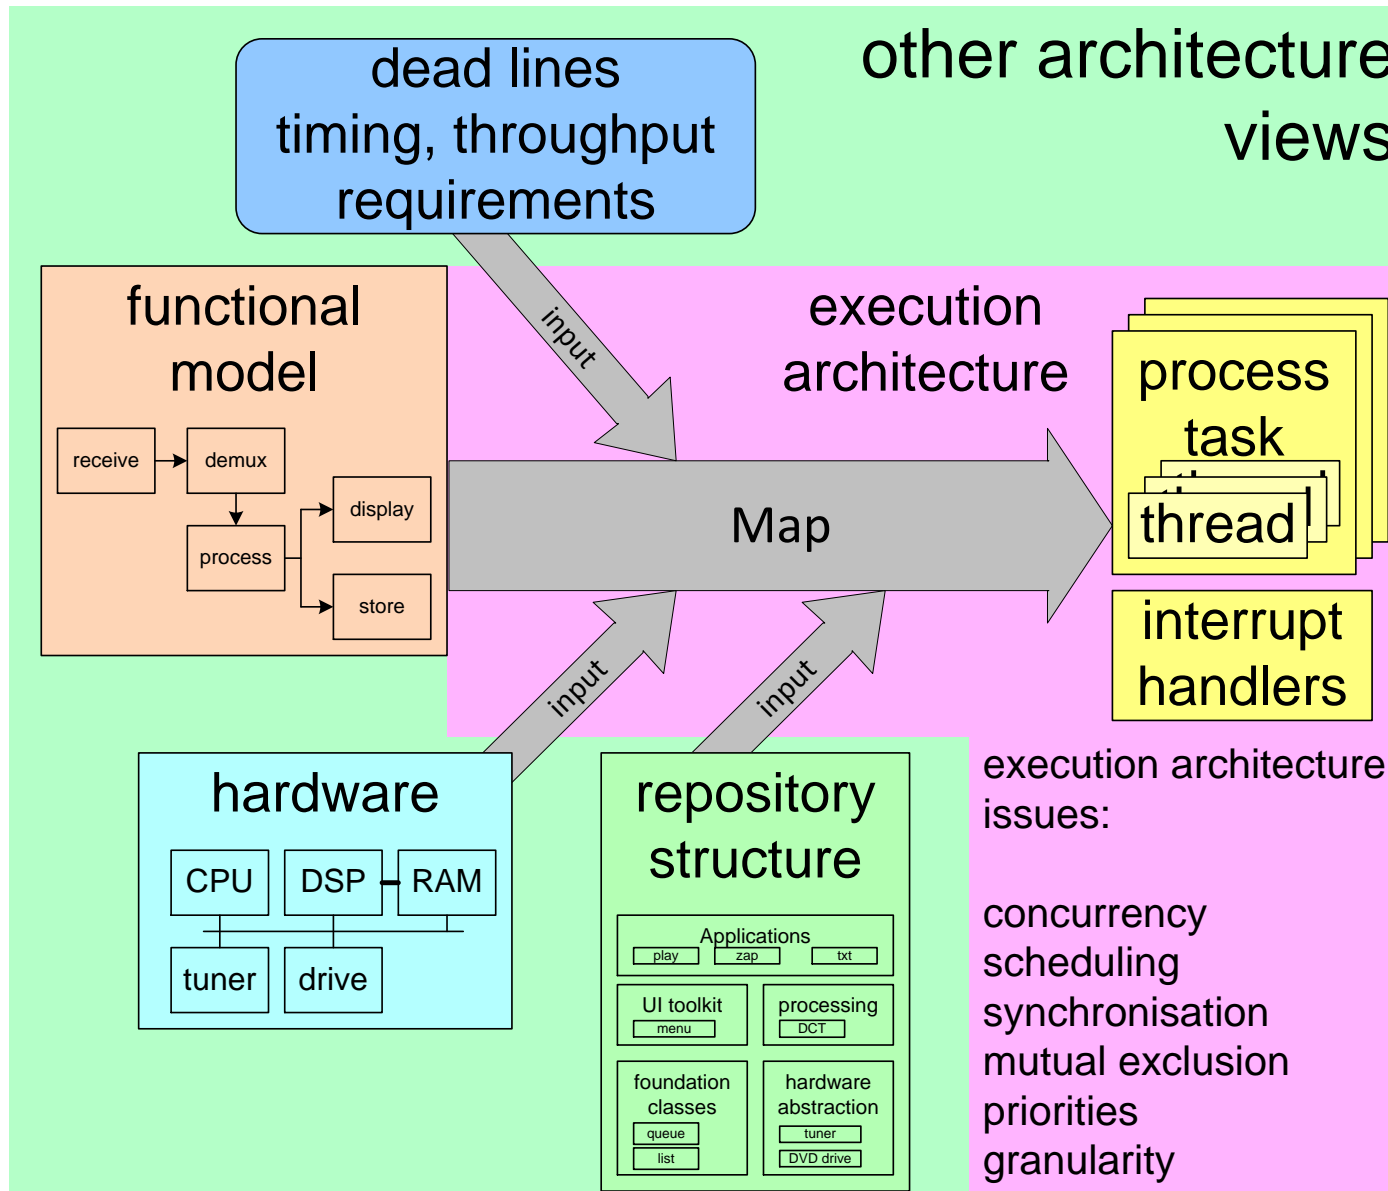 other architecture
views
dead lines
timing, throughput
requirements
input
functional
model
receive
demux
process
display
store
execution
architecture
Map
process
task
thread
interrupt
handlers
input
input
hardware
CPU
DSP
RAM
tuner
drive
repository
structure
Applications
play
zap
txt
UI toolkit
menu
processing
DCT
foundation
classes
queue
list
hardware
abstraction
tuner
DVD drive
execution architecture
issues:
concurrency
scheduling
synchronisation
mutual exclusion
priorities
granularity